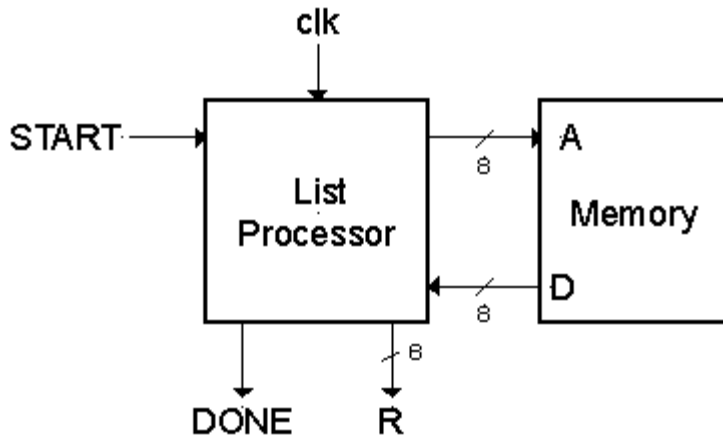 clk
START
A
8
List
Processor
Memory
D
8
8
DONE
R